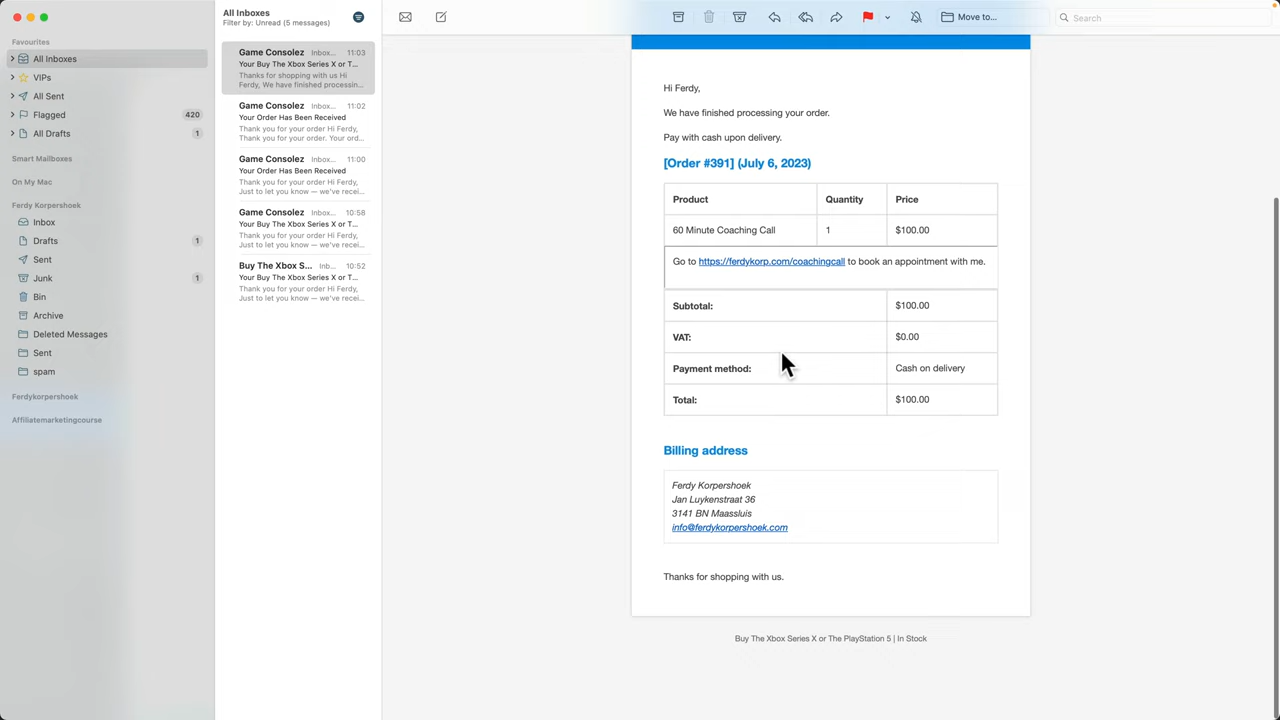 All Inboxes
Filter by: Unread (5 messages)
Move to...
Search
Favourites
All Inboxes
VIPs
All Sent
Flagged 420
All Drafts 1
Smart Mailboxes
On My Mac
Ferdy Korpershoek
Inbox
Drafts 1
Sent
Junk 1
Bin
Archive
Deleted Messages
Sent
spam
Ferdykorpershoek
Affiliatemarketingcourse
Game Consolez Inbox... 11:03
Your Buy The Xbox Series X or T...
Thanks for shopping with us Hi
Ferdy, We have finished processin...
Game Consolez Inbox... 11:02
Your Order Has Been Received
Thank you for your order Hi Ferdy,
Thank you for your order. Your ord...
Game Consolez Inbox... 11:00
Your Order Has Been Received
Thank you for your order Hi Ferdy,
Just to let you know — we've recei...
Game Consolez Inbox... 10:58
Your Buy The Xbox Series X or T...
Thank you for your order Hi Ferdy,
Just to let you know — we've recei...
Buy The Xbox S... Inb... 10:52
Your Buy The Xbox Series X or T...
Thank you for your order Hi Ferdy,
Just to let you know — we've recei...
Hi Ferdy,
We have finished processing your order.
Pay with cash upon delivery.
[Order #391] (July 6, 2023)
Product Quantity Price
60 Minute Coaching Call 1 $100.00
Go to https://ferdykorp.com/coachingcall to book an appointment with me.
Subtotal: $100.00
VAT: $0.00
Payment method: Cash on delivery
Total: $100.00
Billing address
Ferdy Korpershoek
Jan Luykenstraat 36
3141 BN Maassluis
info@ferdykorpershoek.com
Thanks for shopping with us.
Buy The Xbox Series X or The PlayStation 5 | In Stock